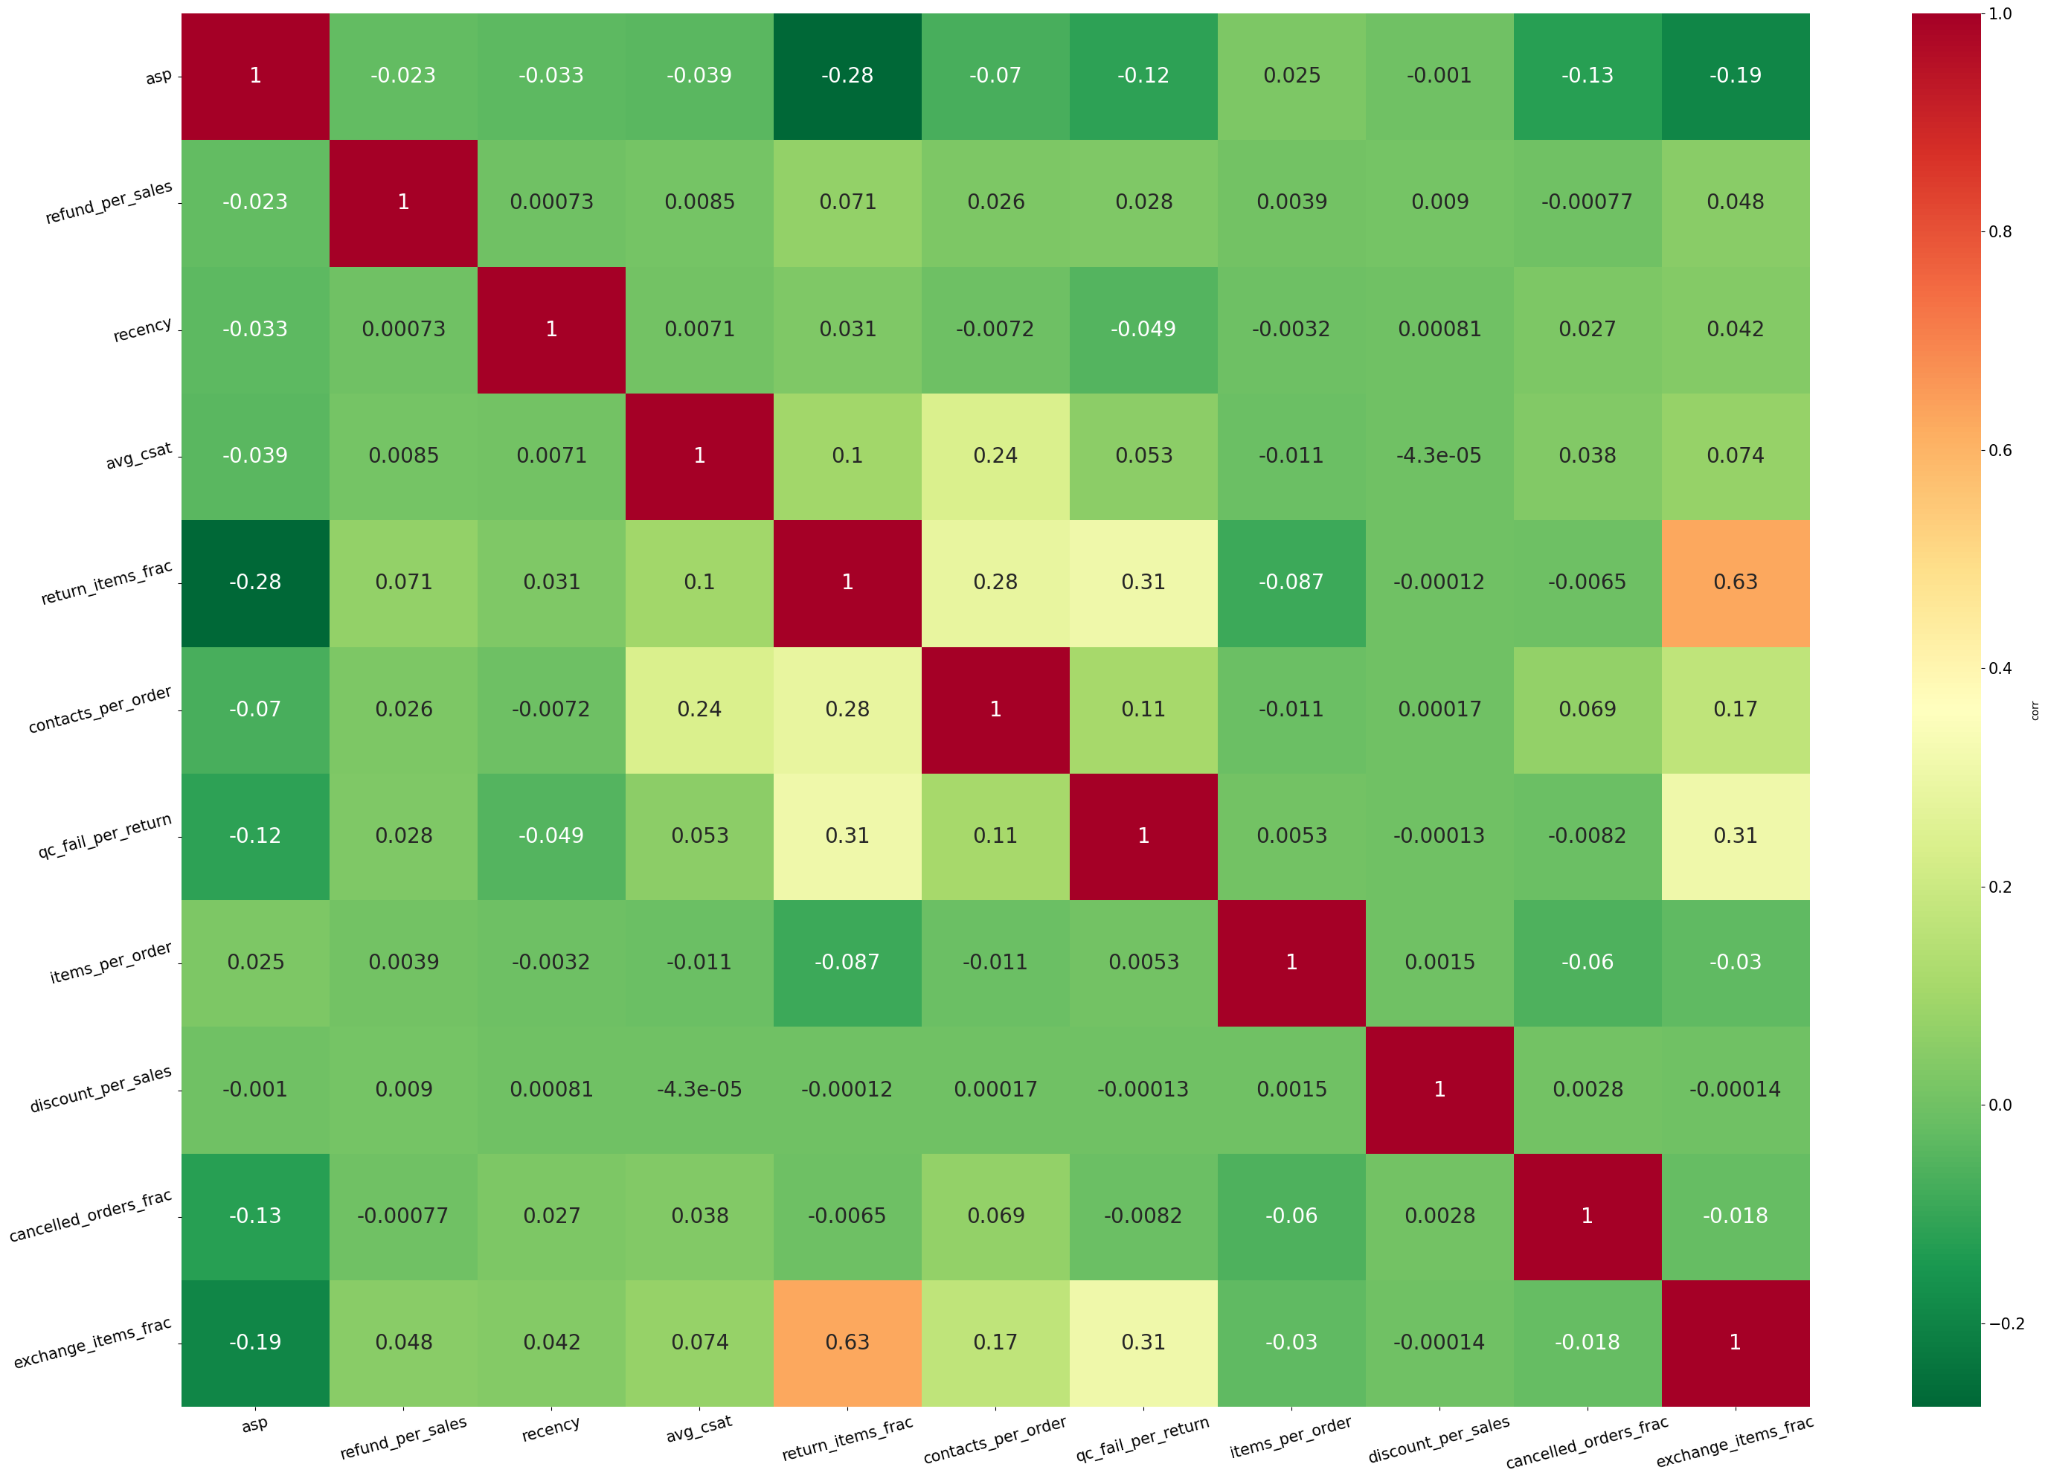 asp 1 -0.023 -0.033 -0.039 -0.28 -0.07 -0.12 0.025 -0.001 -0.13 -0.19
refund_per_sales -0.023 1 0.00073 0.0085 0.071 0.026 0.028 0.0039 0.009 -0.00077 0.048
recency -0.033 0.00073 1 0.0071 0.031 -0.0072 -0.049 -0.0032 0.00081 0.027 0.042
avg_csat -0.039 0.0085 0.0071 1 0.1 0.24 0.053 -0.011 -4.3e-05 0.038 0.074
return_items_frac -0.28 0.071 0.031 0.1 1 0.28 0.31 -0.087 -0.00012 -0.0065 0.63
contacts_per_order -0.07 0.026 -0.0072 0.24 0.28 1 0.11 -0.011 0.00017 0.069 0.17
qc_fail_per_return -0.12 0.028 -0.049 0.053 0.31 0.11 1 0.0053 -0.00013 -0.0082 0.31
items_per_order 0.025 0.0039 -0.0032 -0.011 -0.087 -0.011 0.0053 1 0.0015 -0.06 -0.03
discount_per_sales -0.001 0.009 0.00081 -4.3e-05 -0.00012 0.00017 -0.00013 0.0015 1 0.0028 -0.00014
cancelled_orders_frac -0.13 -0.00077 0.027 0.038 -0.0065 0.069 -0.0082 -0.06 0.0028 1 -0.018
exchange_items_frac -0.19 0.048 0.042 0.074 0.63 0.17 0.31 -0.03 -0.00014 -0.018 1
asp refund_per_sales recency avg_csat return_items_frac contacts_per_order qc_fail_per_return items_per_order discount_per_sales cancelled_orders_frac exchange_items_frac
1.0
0.8
0.6
0.4
0.2
0.0
−0.2
corr